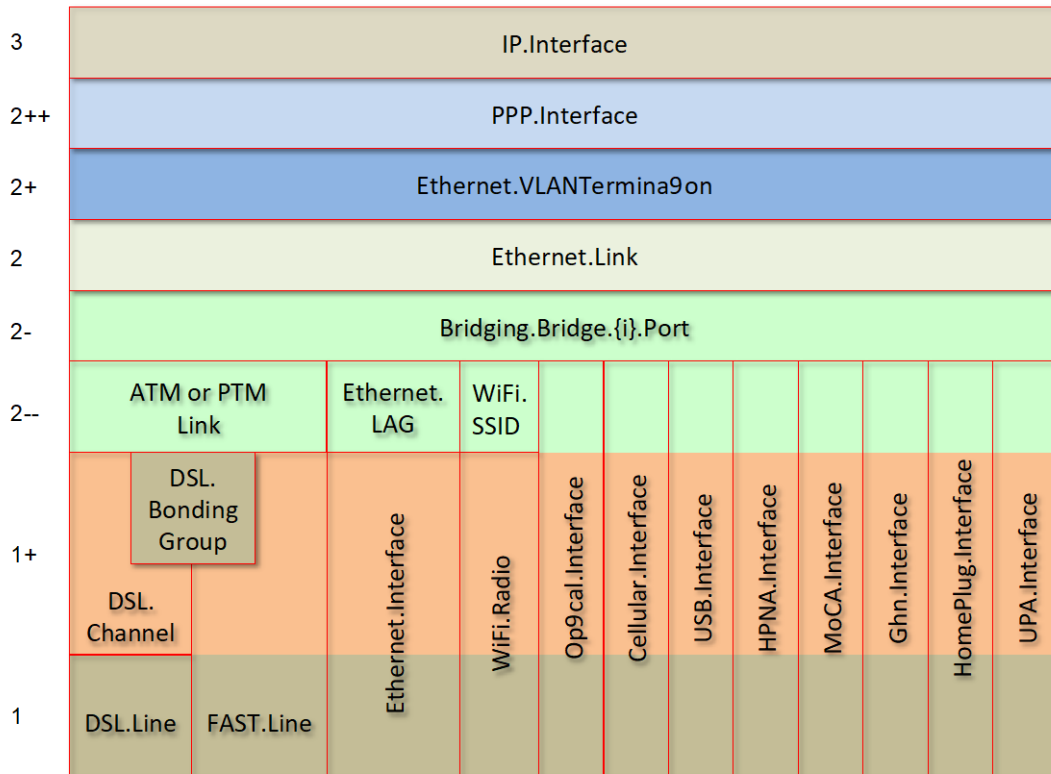 3
IP.Interface
2++
PPP.Interface
2+
Ethernet.VLANTermina9on
2
Ethernet.Link
2-
Bridging.Bridge.{i}.Port
2--
ATM or PTM
Link
Ethernet.
LAG
WiFi.
SSID
1+
DSL.
Bonding
Group
DSL.
Channel
Ethernet.Interface
WiFi.Radio
Op9cal.Interface
Cellular.Interface
USB.Interface
HPNA.Interface
MoCA.Interface
Ghn.Interface
HomePlug.Interface
UPA.Interface
1
DSL.Line
FAST.Line